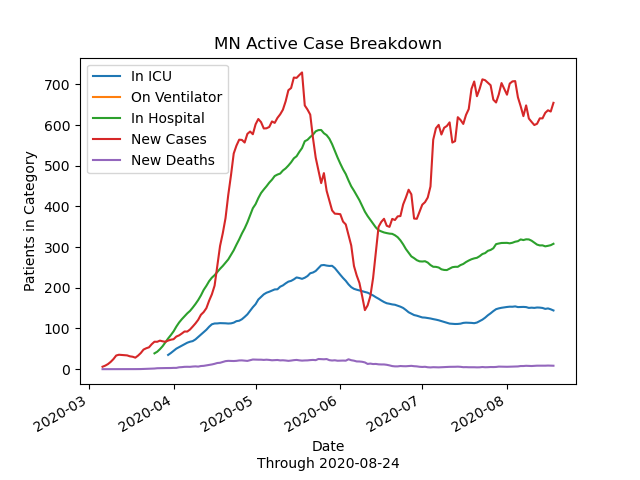 MN Active Case Breakdown
In ICU
On Ventilator
In Hospital
New Cases
New Deaths
Patients in Category
700
600
500
400
300
200
100
0
2020-03
2020-04
2020-05
2020-06
2020-07
2020-08
Date
Through 2020-08-24